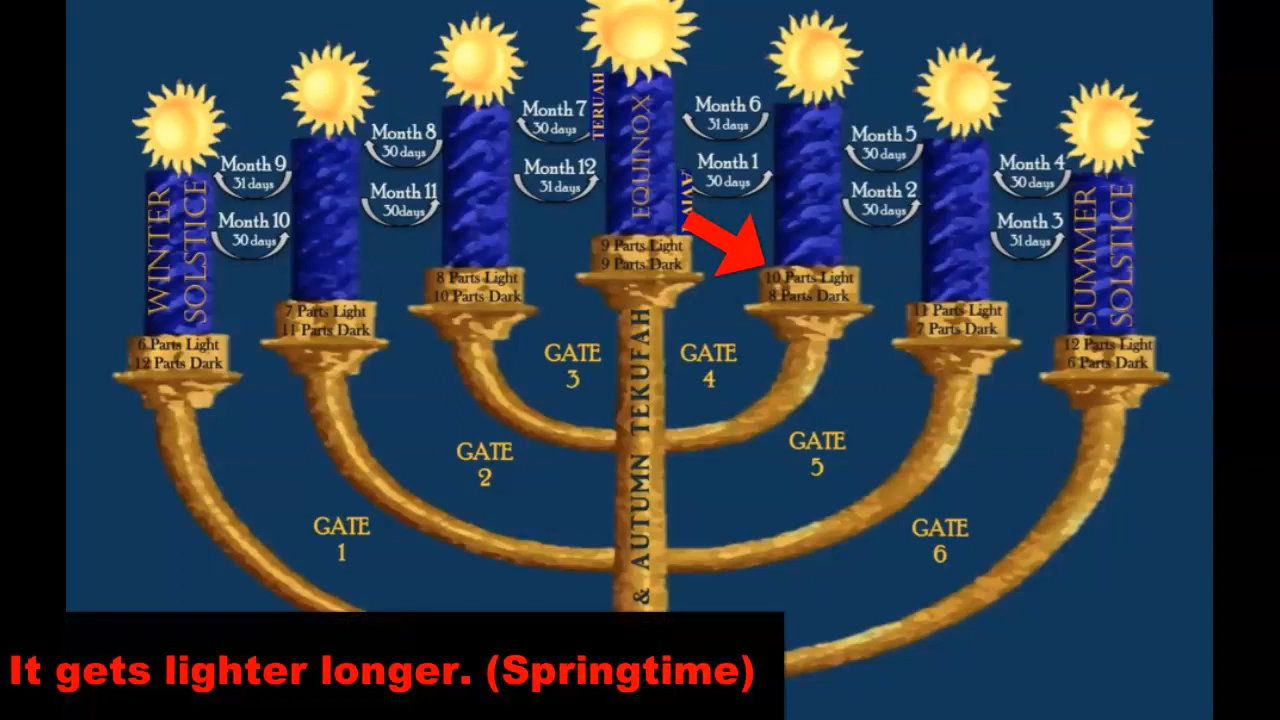 TERUAH
EQUINOX
Month 7
30 days
Month 6
31 days
Month 8
30 days
Month 5
30 days
Month 9
31 days
Month 12
31 days
Month 1
30 days
Month 4
30 days
Month 11
30days
Month 2
30 days
Month 10
30 days
Month 3
31 days
WINTER
SOLSTICE
SUMMER
SOLSTICE
9 Parts Light
9 Parts Dark
8 Parts Light
10 Parts Dark
10 Parts Light
8 Parts Dark
7 Parts Light
11 Parts Dark
11 Parts Light
7 Parts Dark
6 Parts Light
12 Parts Dark
12 Parts Light
6 Parts Dark
GATE
3
GATE
4
GATE
2
GATE
5
GATE
1
GATE
6
& AUTUMN TEKUFAH
It gets lighter longer. (Springtime)